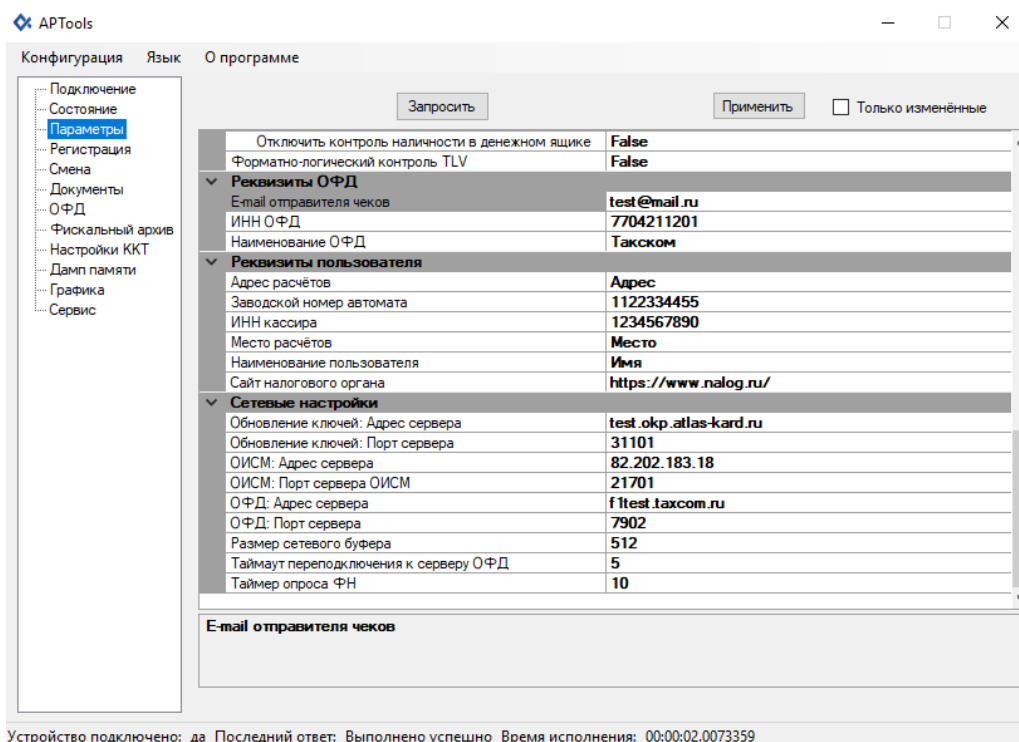 APTools
Конфигурация Язык О программе
Подключение
Состояние
Параметры
Регистрация
Смена
Документы
ОФД
Фискальный архив
Настройки ККТ
Дамп памяти
Графика
Сервис
Запросить Применить Только изменённые
Отключить контроль наличности в денежном ящике False
Форматно-логический контроль TLV False
Реквизиты ОФД
E-mail отправителя чеков test@mail.ru
ИНН ОФД 7704211201
Наименование ОФД Такском
Реквизиты пользователя
Адрес расчётов Адрес
Заводской номер автомата 1122334455
ИНН кассира 1234567890
Место расчётов Место
Наименование пользователя Имя
Сайт налогового органа https://www.nalog.ru/
Сетевые настройки
Обновление ключей: Адрес сервера test.okp.atlas-kard.ru
Обновление ключей: Порт сервера 31101
ОИСМ: Адрес сервера 82.202.183.18
ОИСМ: Порт сервера ОИСМ 21701
ОФД: Адрес сервера f1test.taxcom.ru
ОФД: Порт сервера 7902
Размер сетевого буфера 512
Таймаут переподключения к серверу ОФД 5
Таймер опроса ФН 10
E-mail отправителя чеков
Устройство подключено: да Последний ответ: Выполнено успешно Время исполнения: 00:00:02.0073359